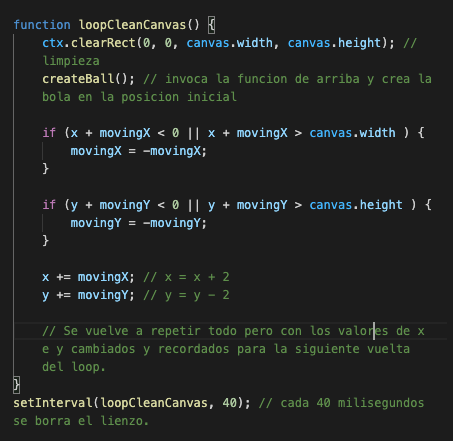 function loopCleanCanvas() {
ctx.clearRect(0, 0, canvas.width, canvas.height); //
limpieza
createBall(); // invoca la funcion de arriba y crea la
bola en la posicion inicial
if (x + movingX < 0 || x + movingX > canvas.width ) {
movingX = -movingX;
}
if (y + movingY < 0 || y + movingY > canvas.height ) {
movingY = -movingY;
}
x += movingX; // x = x + 2
y += movingY; // y = y - 2
// Se vuelve a repetir todo pero con los valores de x
e y cambiados y recordados para la siguiente vuelta
del loop.
}
setInterval(loopCleanCanvas, 40); // cada 40 milisegundos
se borra el lienzo.